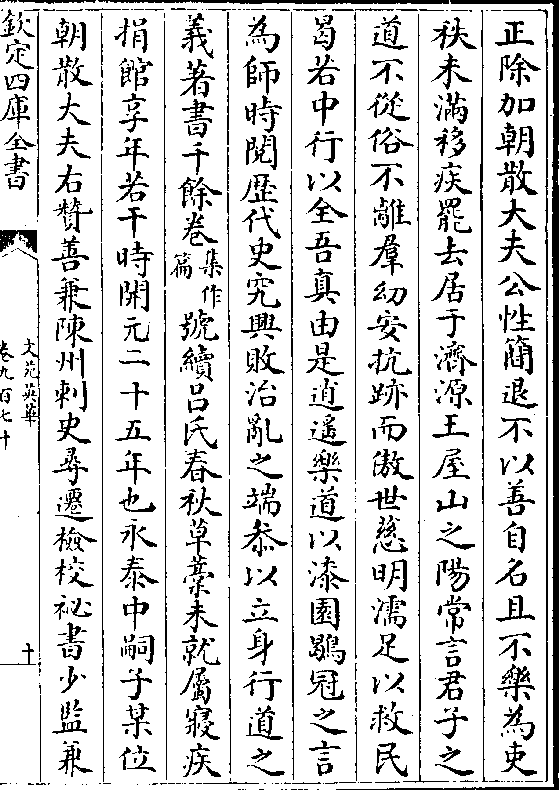 正除加朝散大夫公性簡退不以善自名且不樂為吏
秩未滿移疾罷去居于濟源王屋山之陽常言君子之
道不從俗不離羣幼安抗跡而傲世慈明濡足以救民
曷若中行以全吾真由是逍遥樂道以漆園鶡冠之言
為師時閱歴代史究興敗治亂之端叅以立身行道之
義著書千餘卷集作篇號續吕氏春秋草藁未就屬寢疾
捐館享年若干時開元二十五年也永泰中嗣子某位
朝散大夫右贊善兼陳州刺史尋遷檢校祕書少監兼
欽定四庫全書
文苑英華
卷九百七十
十